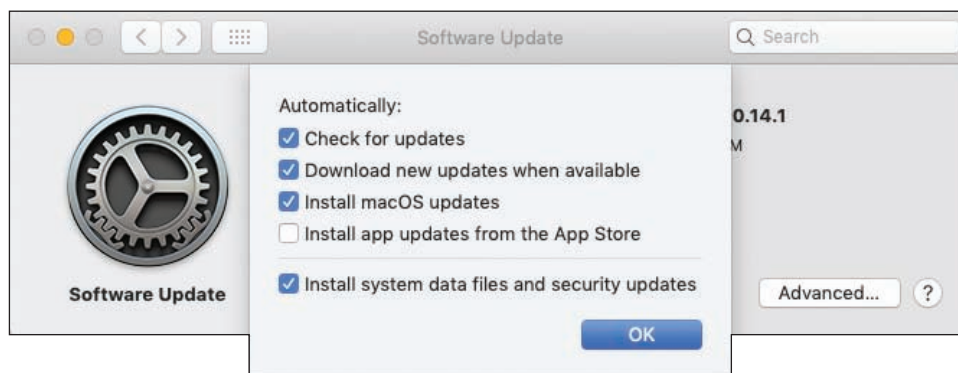 Software Update
Search
Automatically:
Check for updates
Download new updates when available
Install macOS updates
Install app updates from the App Store
Install system data files and security updates
OK
Software Update
0.14.1
M
Advanced...
?